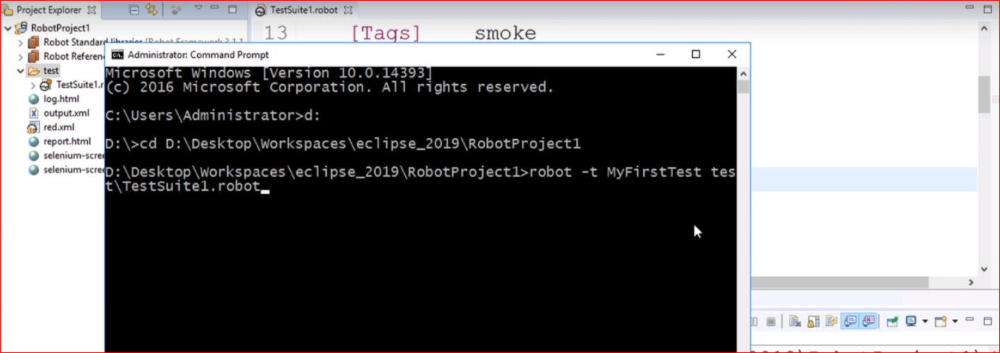 Project Explorer
TestSuite1.robot
RobotProject1
Robot Standard Libraries [Robot Framework 3.1.1
Robot Referen
test
TestSuite1.r
log.html
output.xml
red.xml
report.html
selenium-scree
selenium-scree
13 [Tags] smoke
Administrator: Command Prompt
Microsoft Windows [Version 10.0.14393]
(c) 2016 Microsoft Corporation. All rights reserved.
C:\Users\Administrator>d:
D:\>cd D:\Desktop\Workspaces\eclipse_2019\RobotProject1
D:\Desktop\Workspaces\eclipse_2019\RobotProject1>robot -t MyFirstTest tes
t\TestSuite1.robot